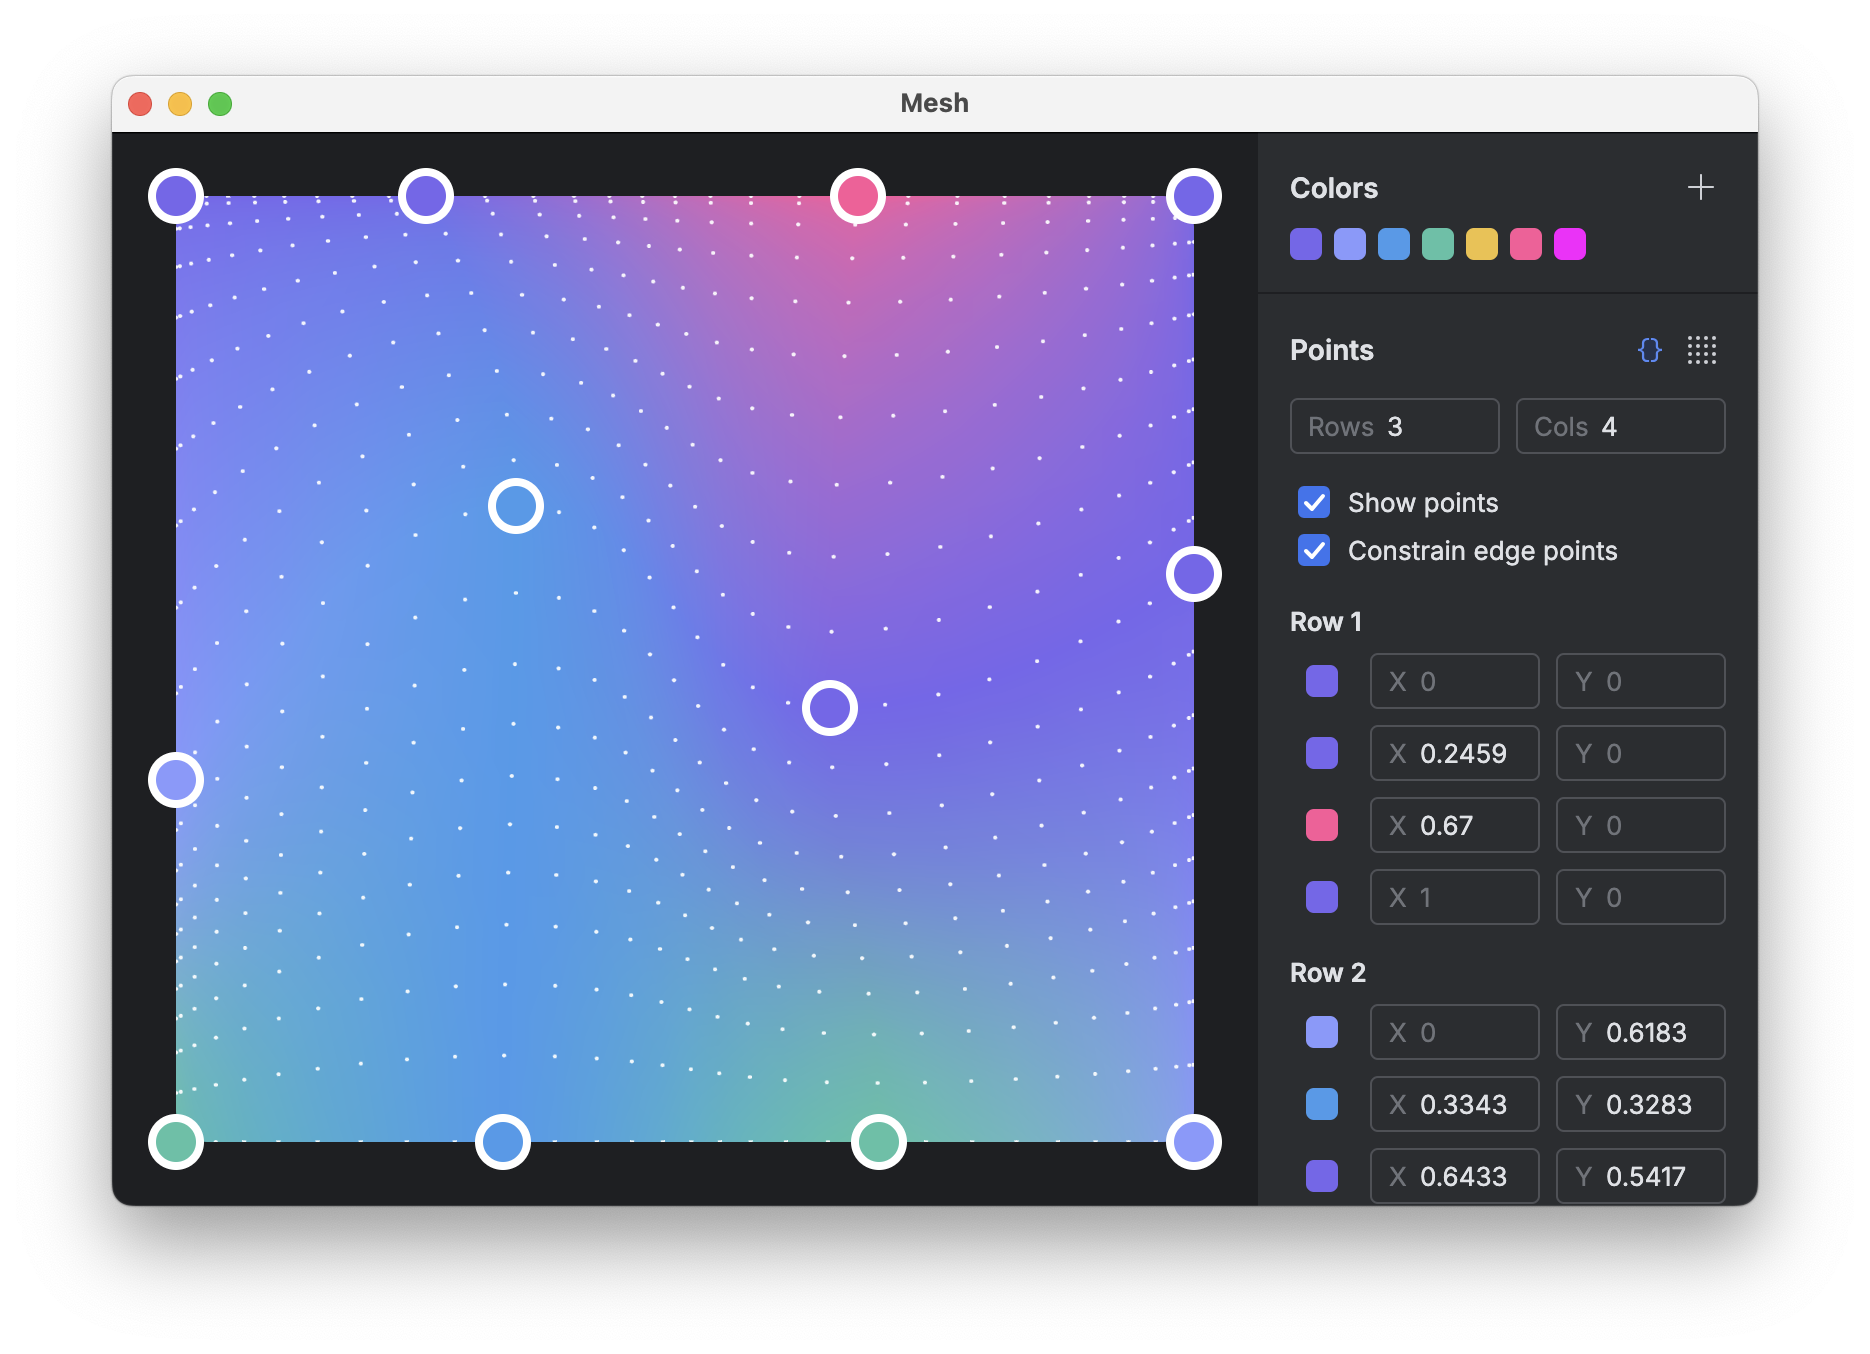 Mesh
Colors
Points
{}
Rows 3 Cols 4
Show points
Constrain edge points
Row 1
X 0 Y 0
X 0.2459 Y 0
X 0.67 Y 0
X 1 Y 0
Row 2
X 0 Y 0.6183
X 0.3343 Y 0.3283
X 0.6433 Y 0.5417